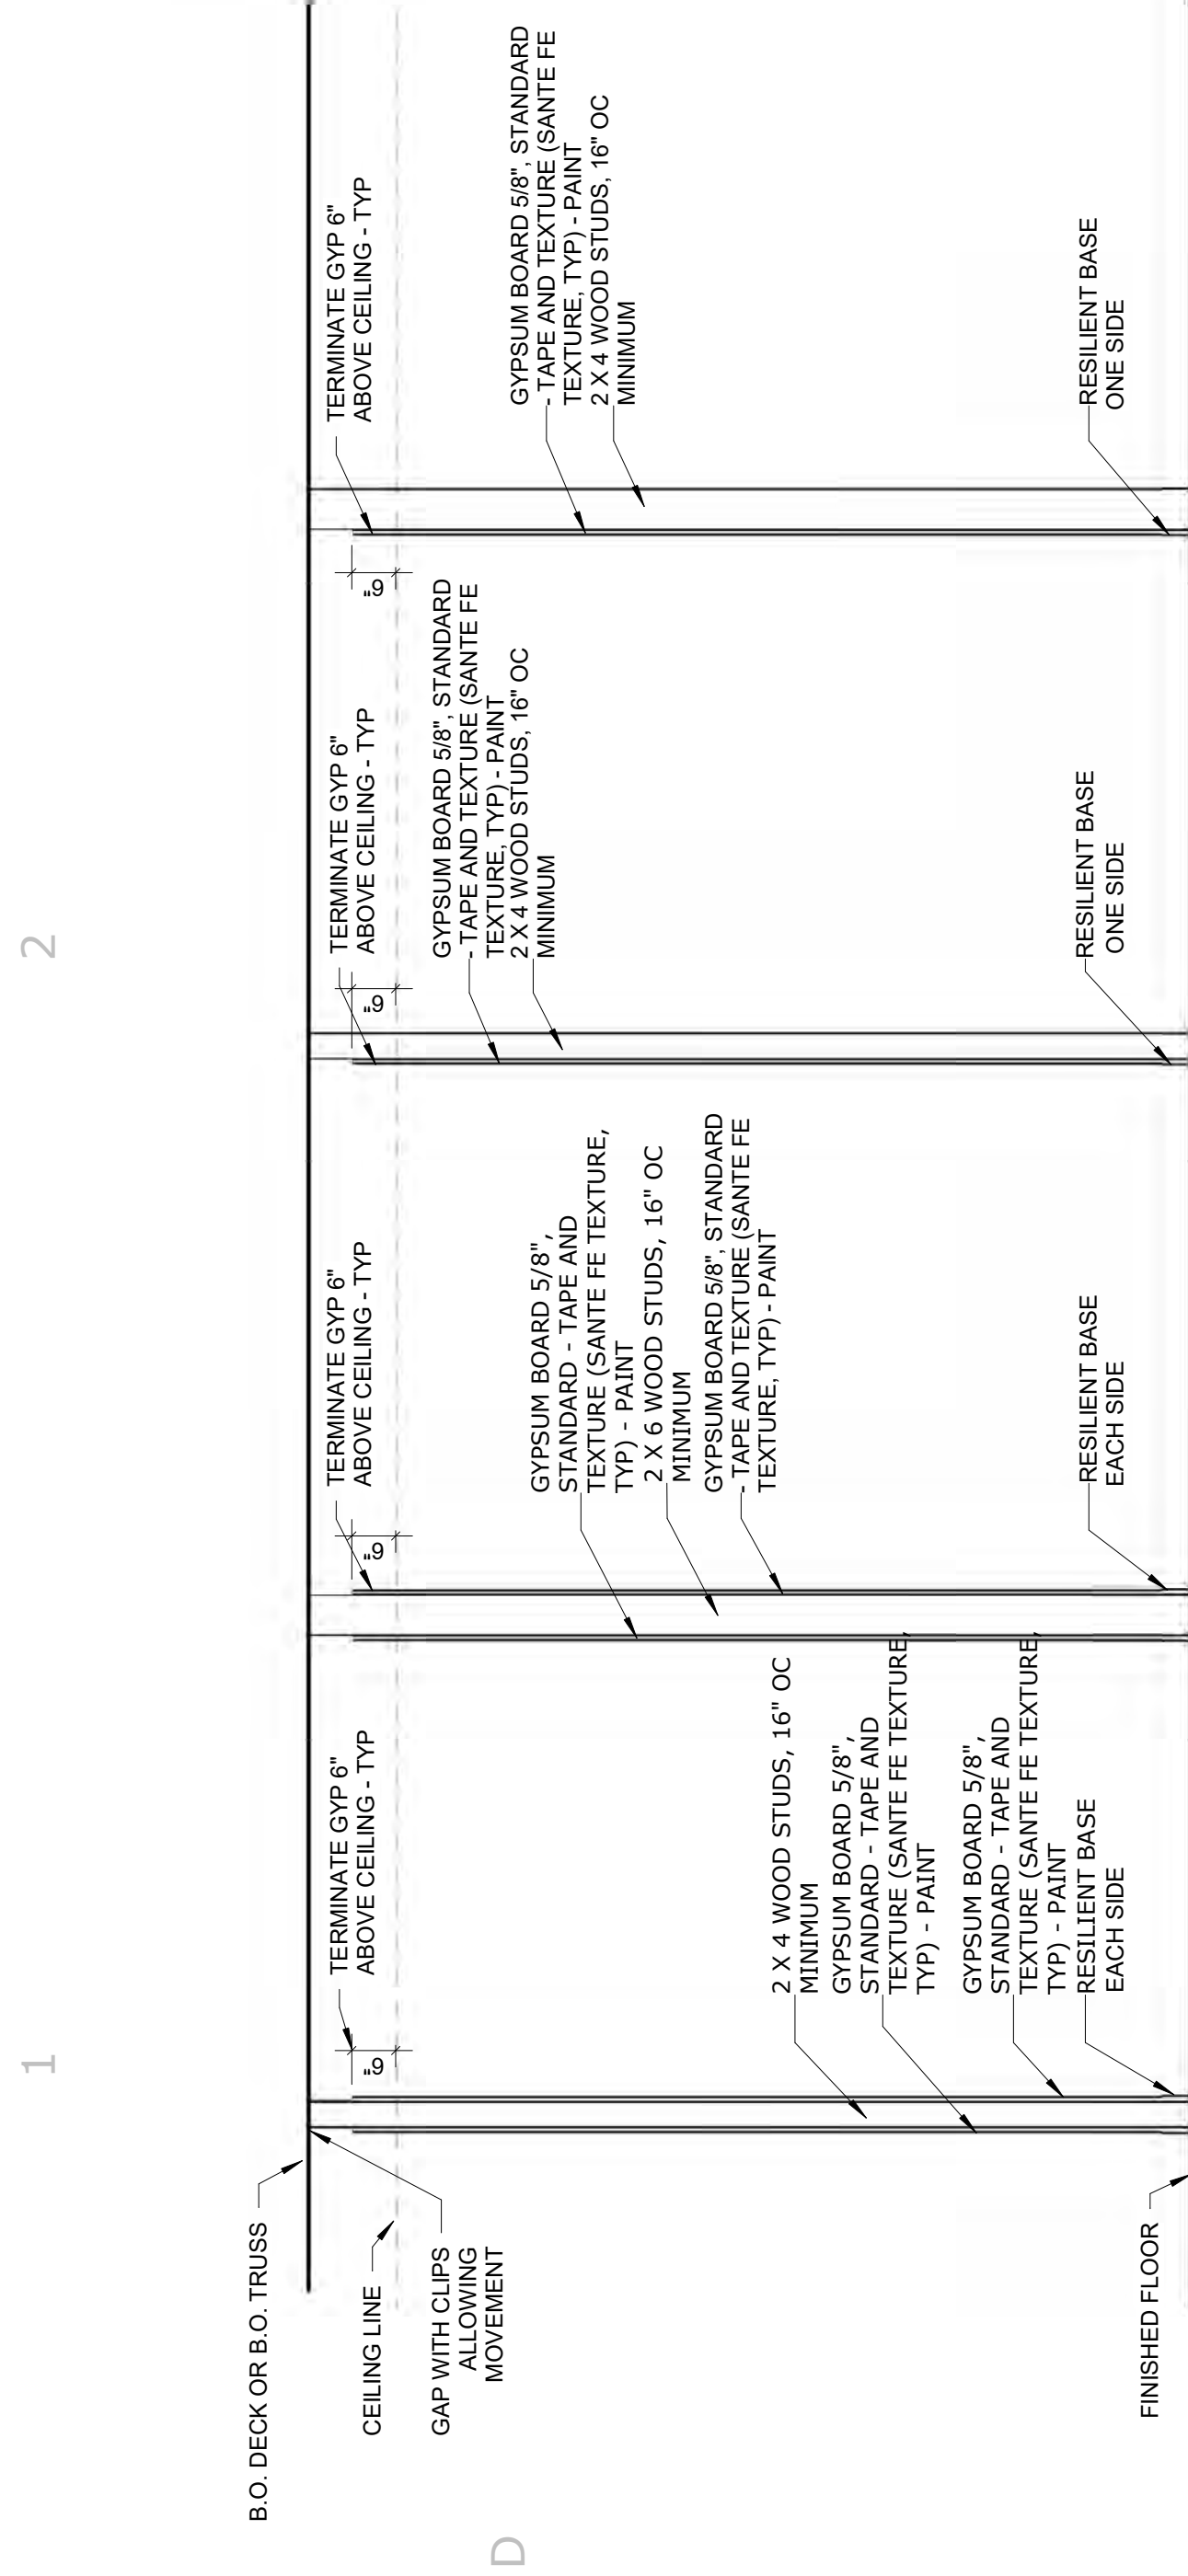 1
2
D
B.O. DECK OR B.O. TRUSS
CEILING LINE
GAP WITH CLIPS
ALLOWING
MOVEMENT
FINISHED FLOOR
TERMINATE GYP 6"
ABOVE CEILING - TYP
6"
2 X 4 WOOD STUDS, 16" OC
MINIMUM
GYPSUM BOARD 5/8",
STANDARD - TAPE AND
TEXTURE (SANTE FE TEXTURE,
TYP) - PAINT
GYPSUM BOARD 5/8",
STANDARD - TAPE AND
TEXTURE (SANTE FE TEXTURE,
TYP) - PAINT
RESILIENT BASE
EACH SIDE
TERMINATE GYP 6"
ABOVE CEILING - TYP
6"
GYPSUM BOARD 5/8",
STANDARD - TAPE AND
TEXTURE (SANTE FE TEXTURE,
TYP) - PAINT
2 X 6 WOOD STUDS, 16" OC
MINIMUM
GYPSUM BOARD 5/8", STANDARD
- TAPE AND TEXTURE (SANTE FE
TEXTURE, TYP) - PAINT
RESILIENT BASE
EACH SIDE
TERMINATE GYP 6"
ABOVE CEILING - TYP
6"
GYPSUM BOARD 5/8", STANDARD
- TAPE AND TEXTURE (SANTE FE
TEXTURE, TYP) - PAINT
2 X 4 WOOD STUDS, 16" OC
MINIMUM
RESILIENT BASE
ONE SIDE
TERMINATE GYP 6"
ABOVE CEILING - TYP
6"
GYPSUM BOARD 5/8", STANDARD
- TAPE AND TEXTURE (SANTE FE
TEXTURE, TYP) - PAINT
2 X 4 WOOD STUDS, 16" OC
MINIMUM
RESILIENT BASE
ONE SIDE